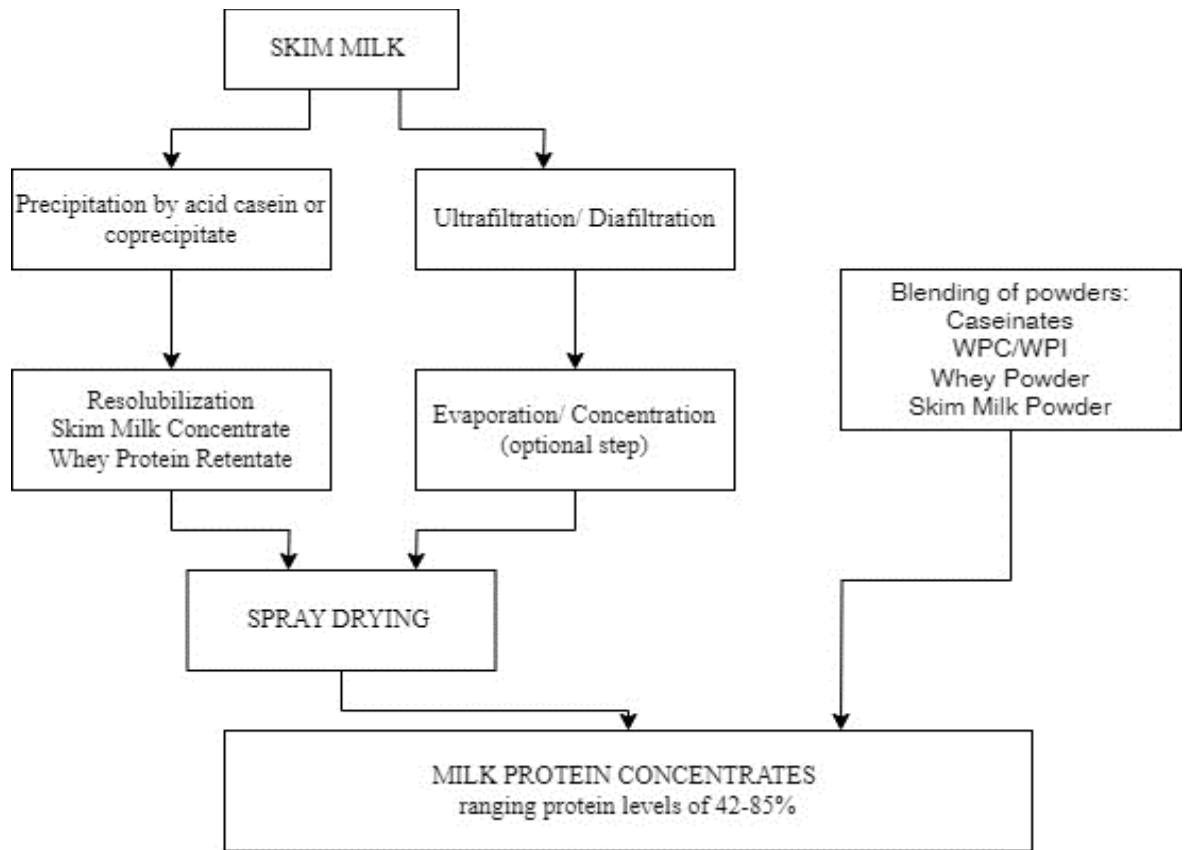 SKIM MILK
Precipitation by acid casein or
coprecipitate
Ultrafiltration/ Diafiltration
Blending of powders:
Caseinates
WPC/WPI
Whey Powder
Skim Milk Powder
Resolubilization
Skim Milk Concentrate
Whey Protein Retentate
Evaporation/ Concentration
(optional step)
SPRAY DRYING
MILK PROTEIN CONCENTRATES
ranging protein levels of 42-85%